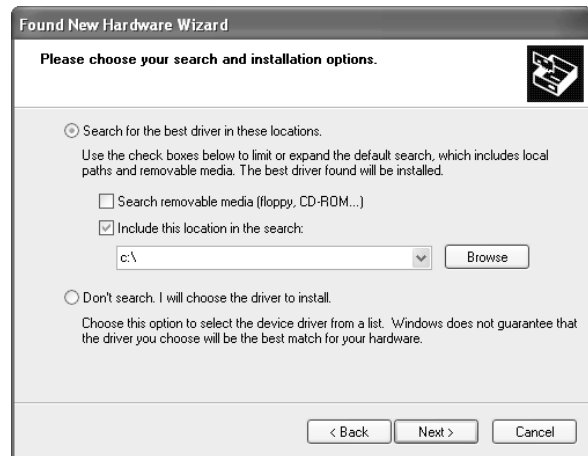 Found New Hardware Wizard
Please choose your search and installation options.
Search for the best driver in these locations.
Use the check boxes below to limit or expand the default search, which includes local
paths and removable media. The best driver found will be installed.
Search removable media (floppy, CD-ROM...)
Include this location in the search:
c:\
Browse
Don't search. I will choose the driver to install.
Choose this option to select the device driver from a list. Windows does not guarantee that
the driver you choose will be the best match for your hardware.
< Back
Next >
Cancel